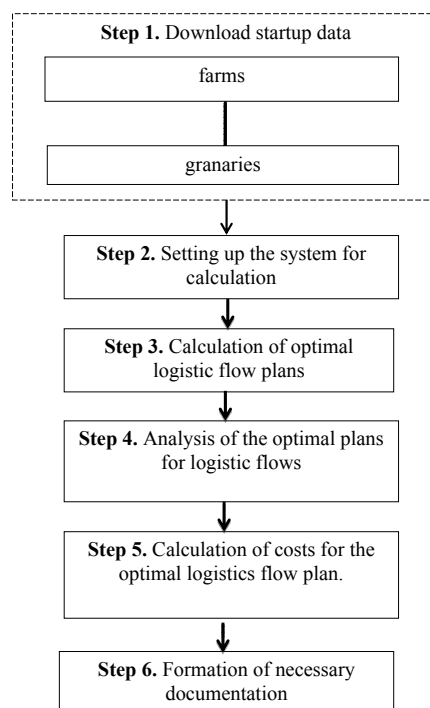 Step 1. Download startup data
farms
granaries
Step 2. Setting up the system for
calculation
Step 3. Calculation of optimal
logistic flow plans
Step 4. Analysis of the optimal plans
for logistic flows
Step 5. Calculation of costs for the
optimal logistics flow plan.
Step 6. Formation of necessary
documentation